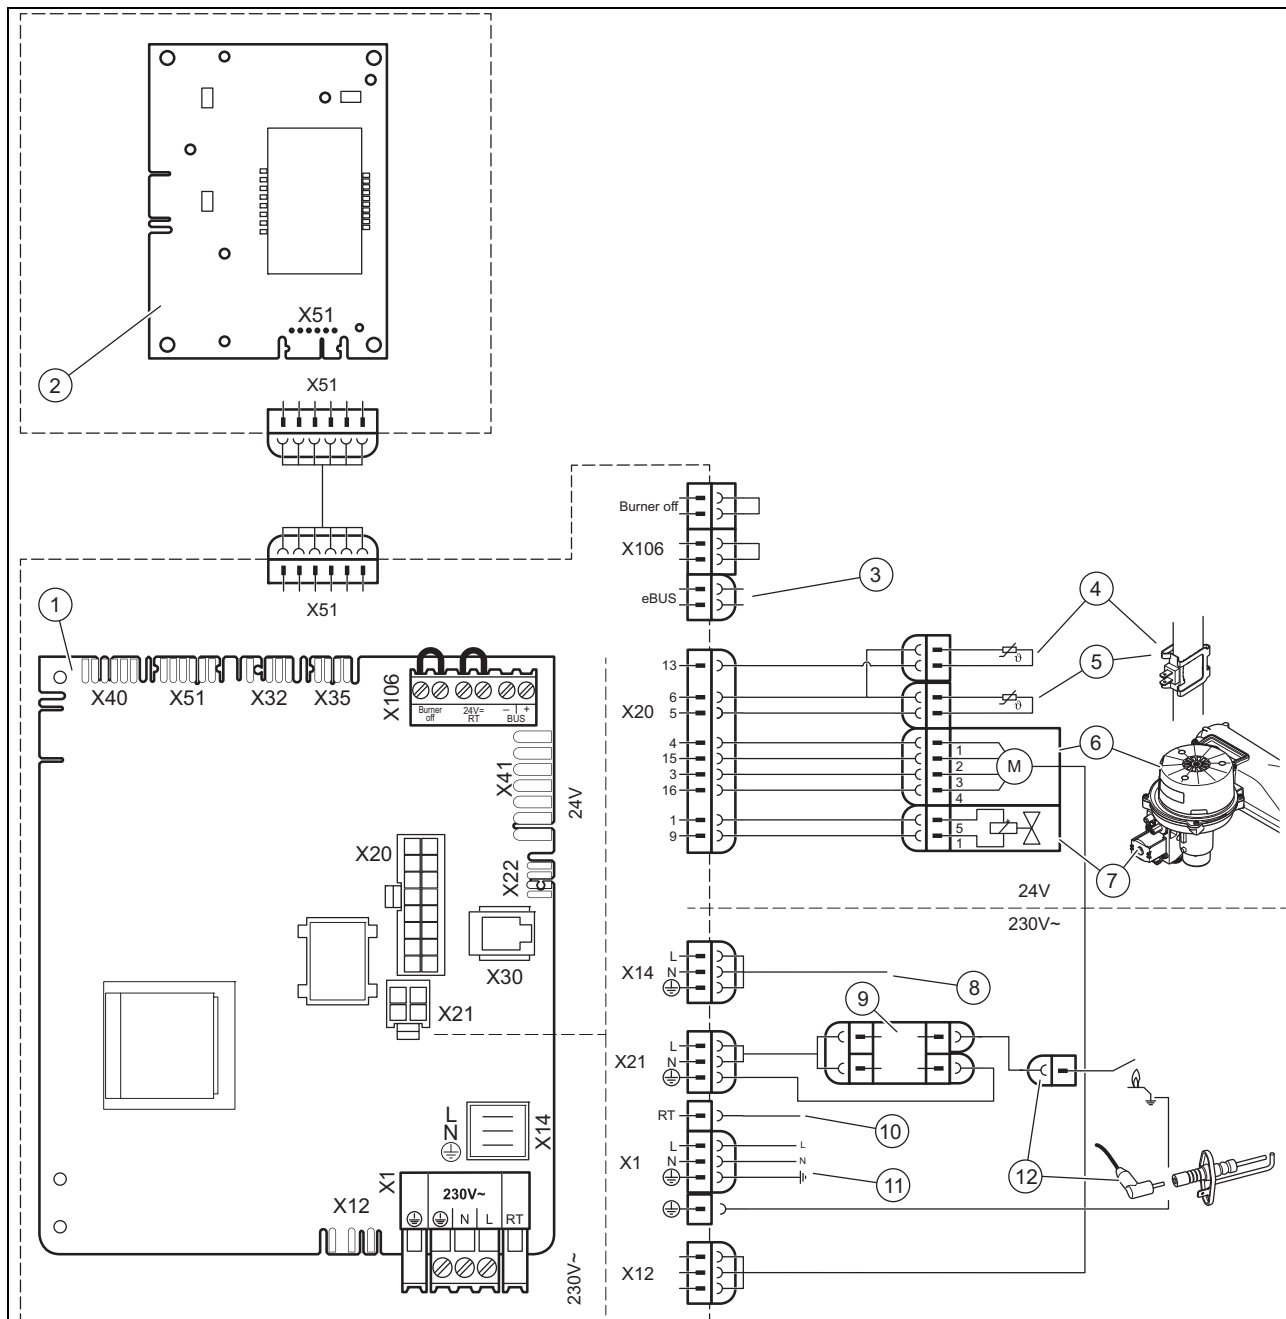 X51
2
X51
Burner off
X106
3
eBUS
X51
1
4
X40 X51 X32 X35
X106
Burner off
24V= RT
– | +
BUS
13
5
6
5
X20
4
15
3
16
1
2
3
4
M
6
1
9
5
1
7
X41
24V
X20
X22
X30
X21
24V
230V~
X14
L
N
8
9
X21
L
N
RT
10
X1
L
N
L
N
11
12
L
N
X14
X1
230V~
N L RT
X12
230V~
X12
ϑ
ϑ